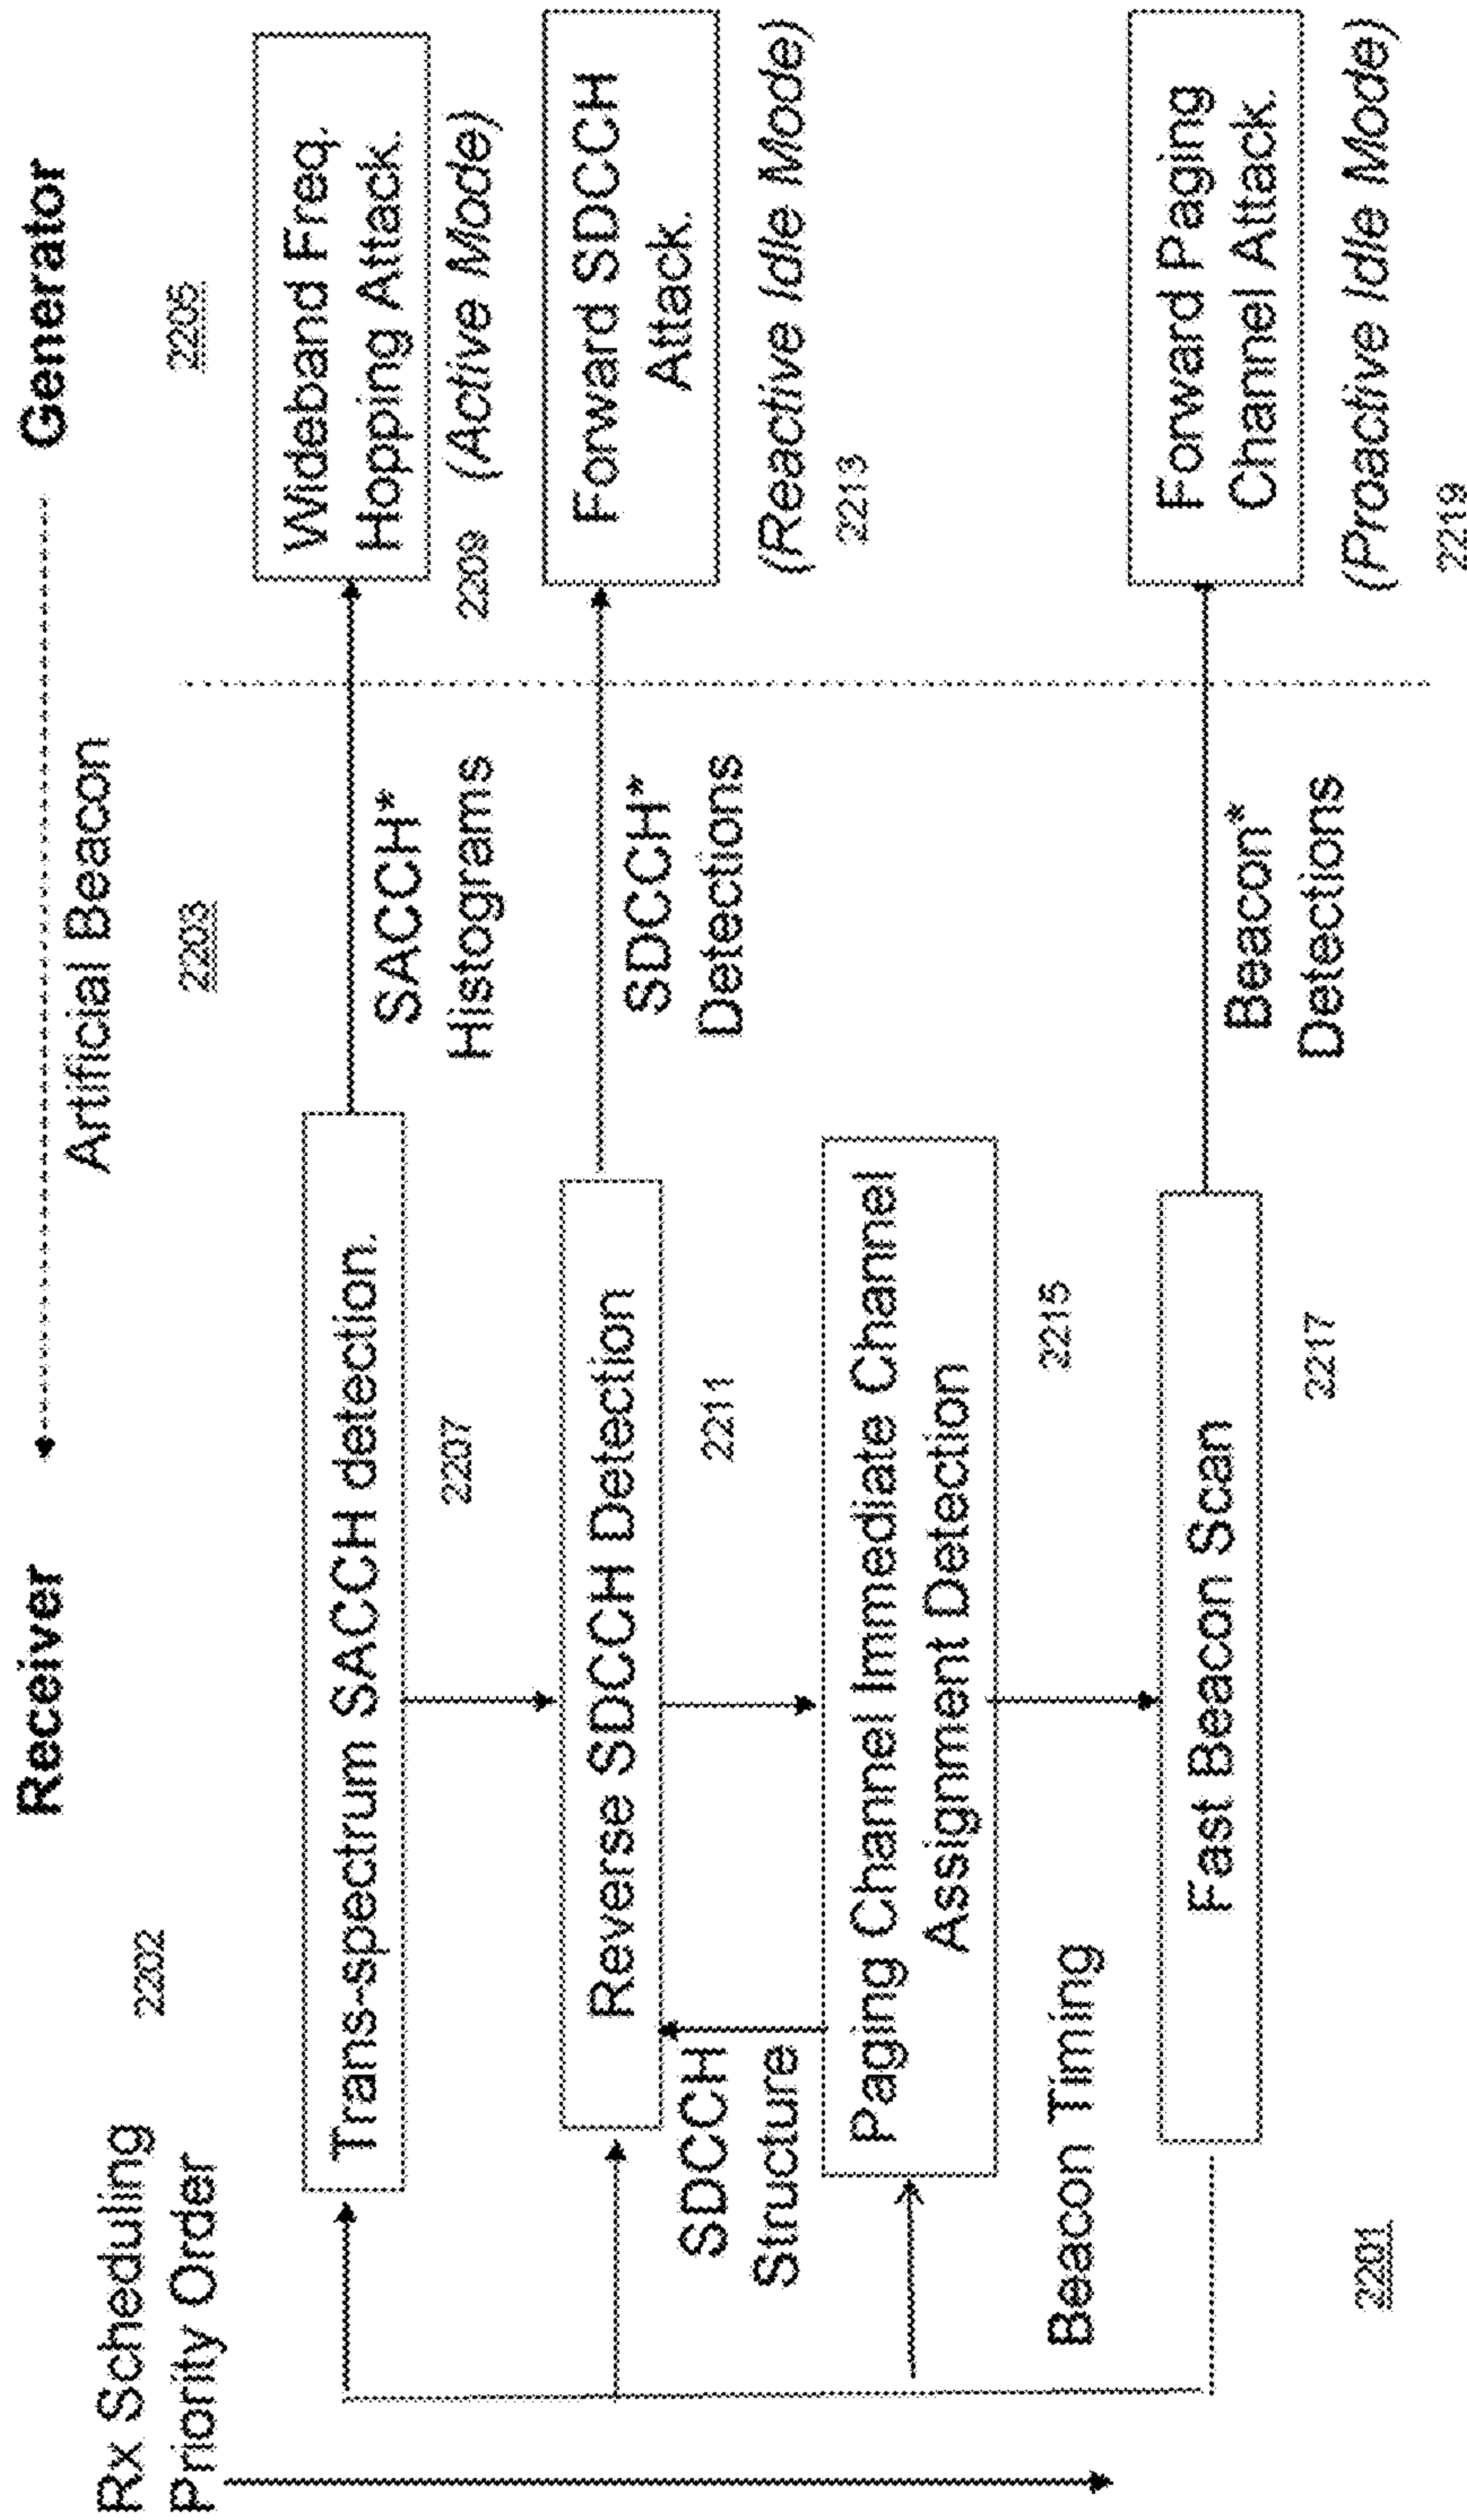 Receiver
Artificial Beacon
Generator
Rx Scheduling
Priority Order
2202
2203
2205
Trans-spectrum SACCH detection.
2207
SACCH*
Histograms
Wideband Freq.
Hopping Attack.
2209
(Active Mode)
Reverse SDCCH Detection
2211
SDCCH*
Detections
Forward SDCCH
Attack.
(Reactive Idle Mode)
2213
SDCCH
Structure
Paging Channel Immediate Channel
Assignment Detection
2215
Beacon Timing
Fast Beacon Scan
2217
Beacon*
Detections
Forward Paging
Channel Attack.
(Proactive Idle Mode)
2219
2201